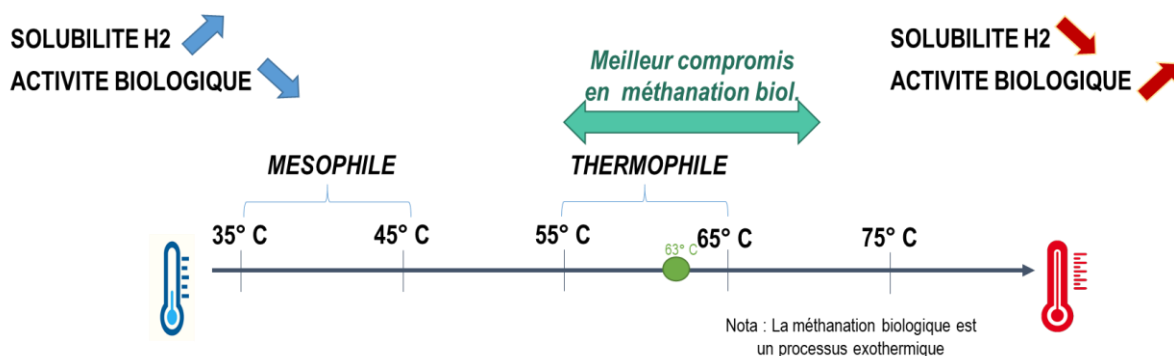 SOLUBILITE H2
ACTIVITE BIOLOGIQUE
Meilleur compromis
en méthanation biol.
SOLUBILITE H2
ACTIVITE BIOLOGIQUE
MESOPHILE
THERMOPHILE
35° C
45° C
55° C
63° C
65° C
75° C
Nota : La méthanation biologique est
un processus exothermique